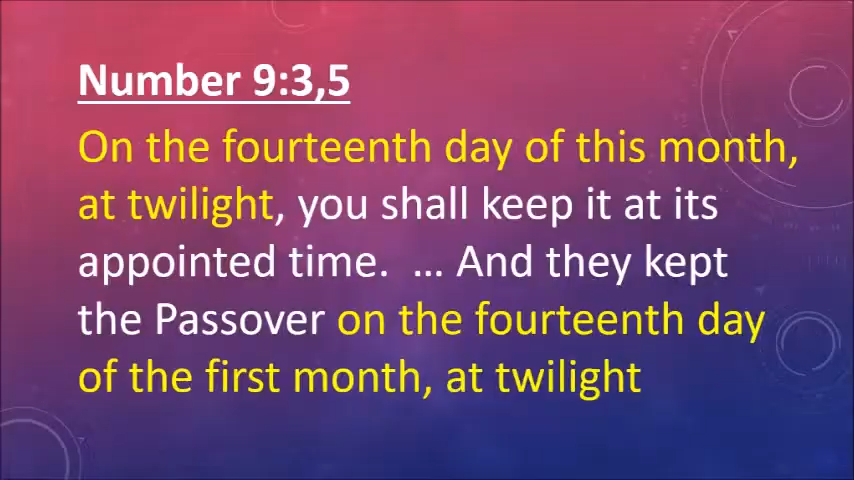 Number 9:3,5
On the fourteenth day of this month,
at twilight, you shall keep it at its
appointed time.  ... And they kept
the Passover on the fourteenth day
of the first month, at twilight